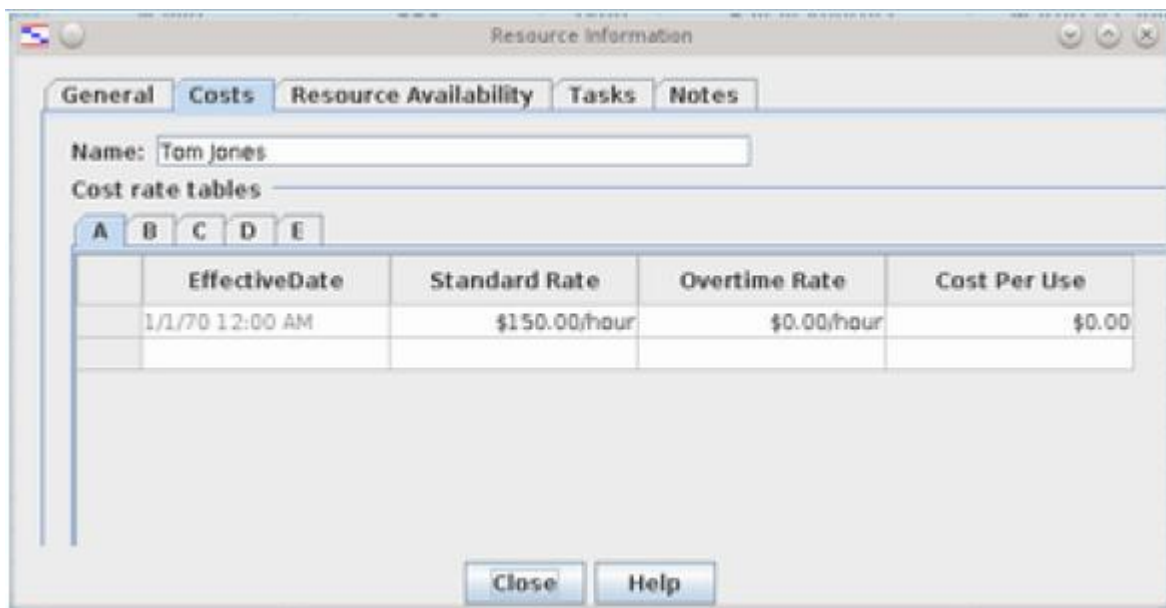 Resource Information
General Costs Resource Availability Tasks Notes
Name: Tom Jones
Cost rate tables
A B C D E
EffectiveDate Standard Rate Overtime Rate Cost Per Use
1/1/70 12:00 AM $150.00/hour $0.00/hour $0.00
Close Help